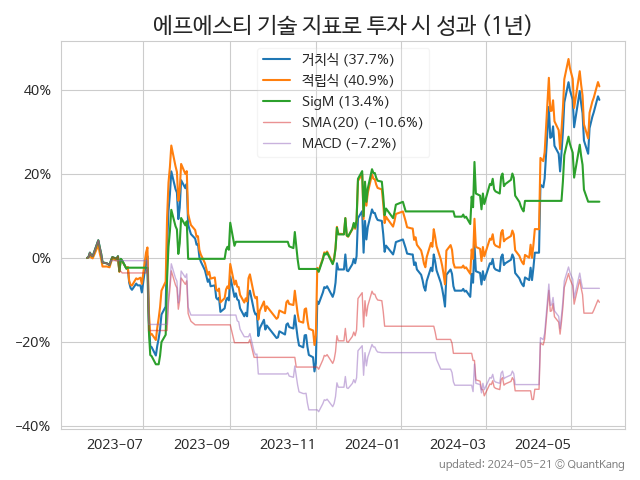 에프에스티 기술 지표로 투자 시 성과 (1년)
거치식 (37.7%)
적립식 (40.9%)
SigM (13.4%)
SMA(20) (−10.6%)
MACD (−7.2%)
40%
20%
0%
−20%
−40%
2023−07 2023−09 2023−11 2024−01 2024−03 2024−05
updated: 2024−05−21 © QuantKang